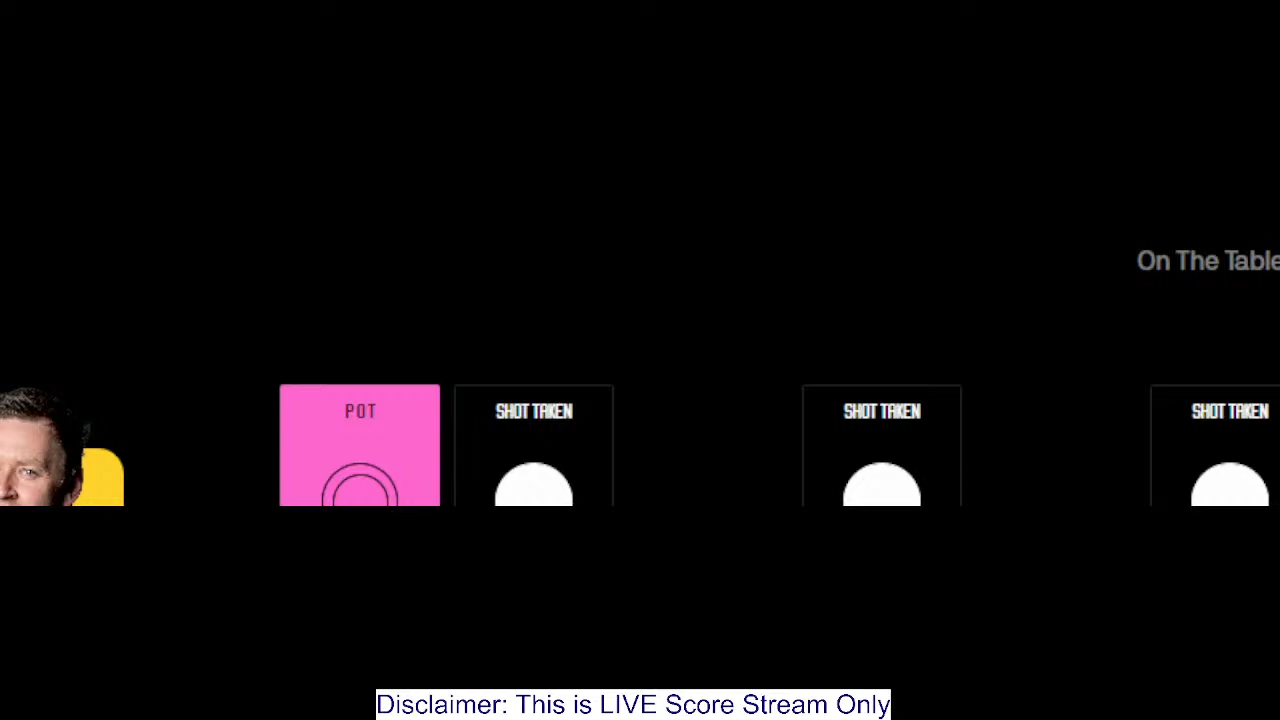 On The Table
POT
SHOT TAKEN
SHOT TAKEN
SHOT TAKEN
Disclaimer: This is LIVE Score Stream Only